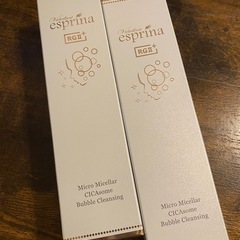 esprina
RGII+
Micro Micellar
CICAsome
Bubble Cleansing
esprina
RGII+
Micro Micellar
CICAsome
Bubble Cleansing